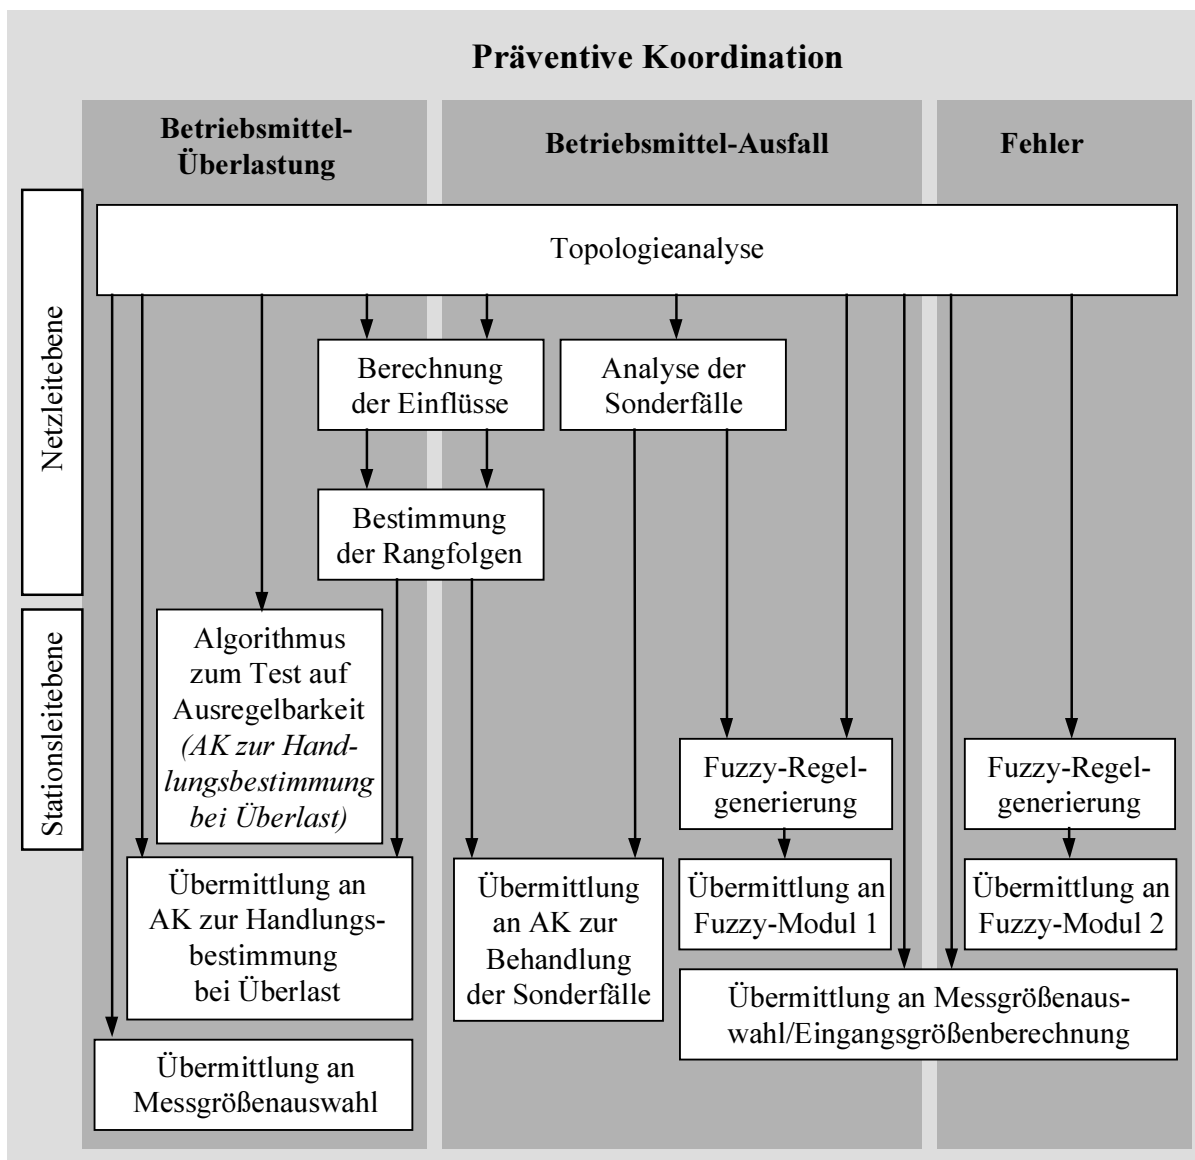 Präventive Koordination
Betriebsmittel-
Überlastung
Betriebsmittel-Ausfall
Fehler
Netzleitebene
Topologieanalyse
Berechnung
der Einflüsse
Analyse der
Sonderfälle
Bestimmung
der Rangfolgen
Stationsleitebene
Algorithmus
zum Test auf
Ausregelbarkeit
(AK zur Hand-
lungsbestimmung
bei Überlast)
Fuzzy-Regel-
generierung
Fuzzy-Regel-
generierung
Übermittlung an
AK zur Handlungs-
bestimmung
bei Überlast
Übermittlung
an AK zur
Behandlung
der Sonderfälle
Übermittlung an
Fuzzy-Modul 1
Übermittlung an
Fuzzy-Modul 2
Übermittlung an Messgrößenaus-
wahl/Eingangsgrößenberechnung
Übermittlung an
Messgrößenauswahl